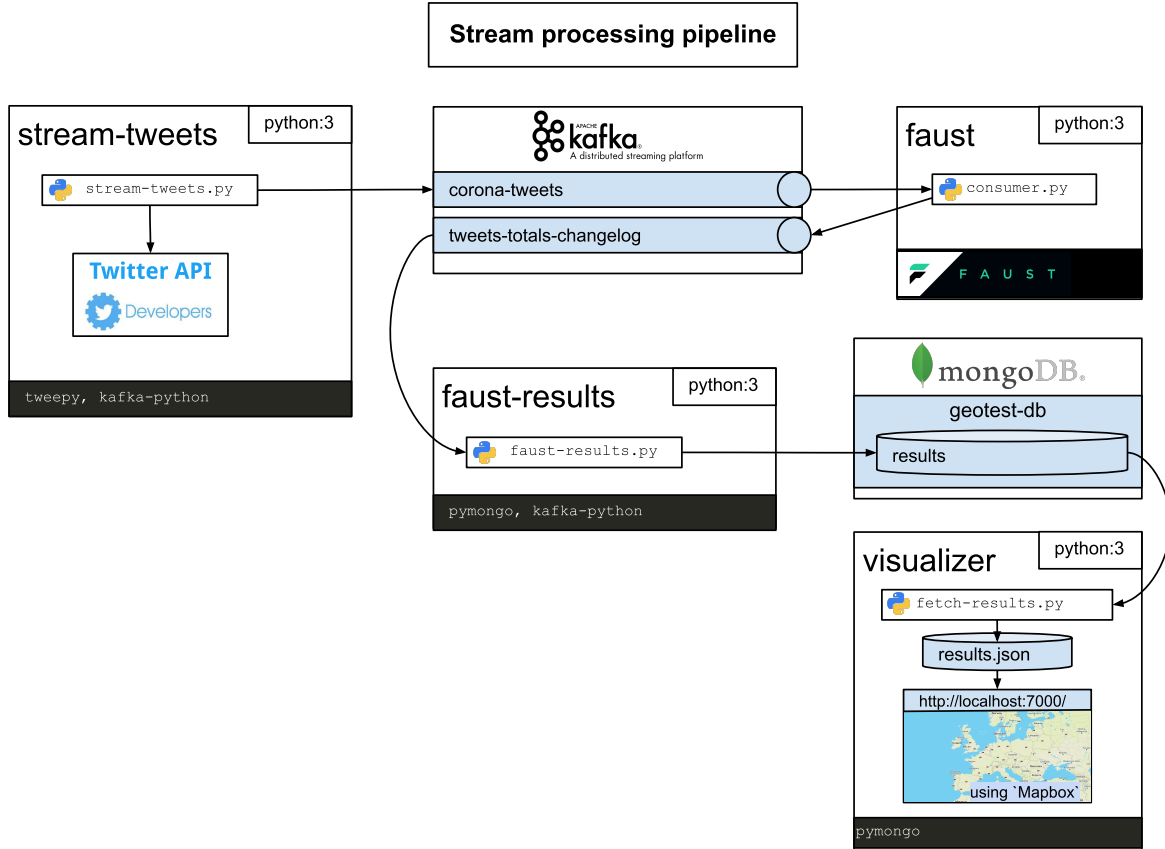 Stream processing pipeline
stream-tweets
python:3
stream-tweets.py
Twitter API
Developers
tweepy, kafka-python
APACHE
kafka®
A distributed streaming platform
corona-tweets
tweets-totals-changelog
faust
python:3
consumer.py
FAUST
faust-results
python:3
faust-results.py
pymongo, kafka-python
mongoDB®
geotest-db
results
visualizer
python:3
fetch-results.py
results.json
http://localhost:7000/
using `Mapbox`
pymongo